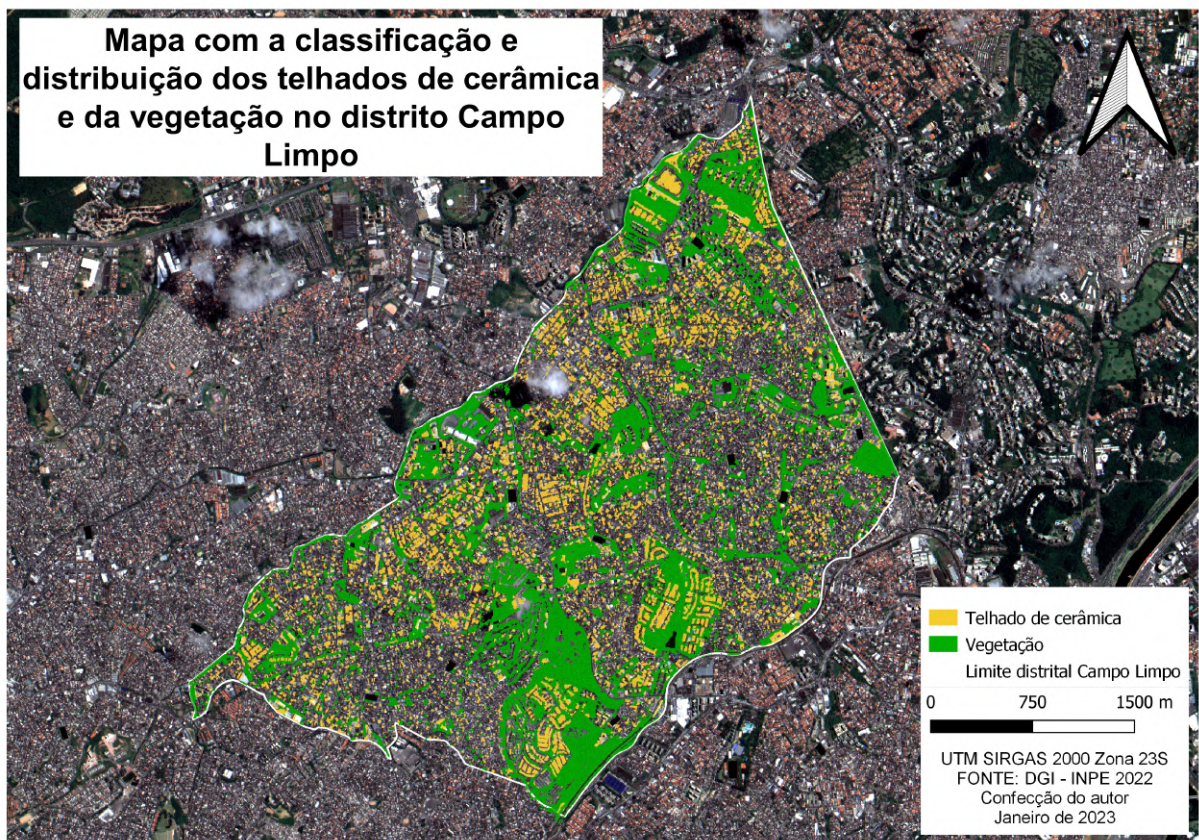 Mapa com a classificação e
distribuição dos telhados de cerâmica
e da vegetação no distrito Campo
Limpo
Telhado de cerâmica
Vegetação
Limite distrital Campo Limpo
0 750 1500 m
UTM SIRGAS 2000 Zona 23S
FONTE: DGI - INPE 2022
Confecção do autor
Janeiro de 2023